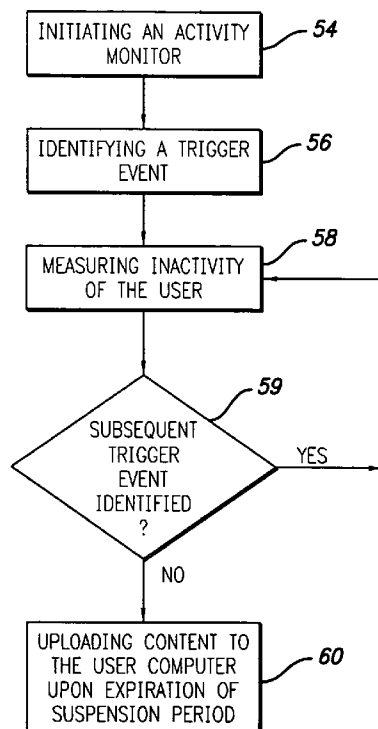 INITIATING AN ACTIVITY
MONITOR
54
IDENTIFYING A TRIGGER
EVENT
56
MEASURING INACTIVITY
OF THE USER
58
59
SUBSEQUENT
TRIGGER
EVENT
IDENTIFIED
?
YES
NO
UPLOADING CONTENT TO
THE USER COMPUTER
UPON EXPIRATION OF
SUSPENSION PERIOD
60